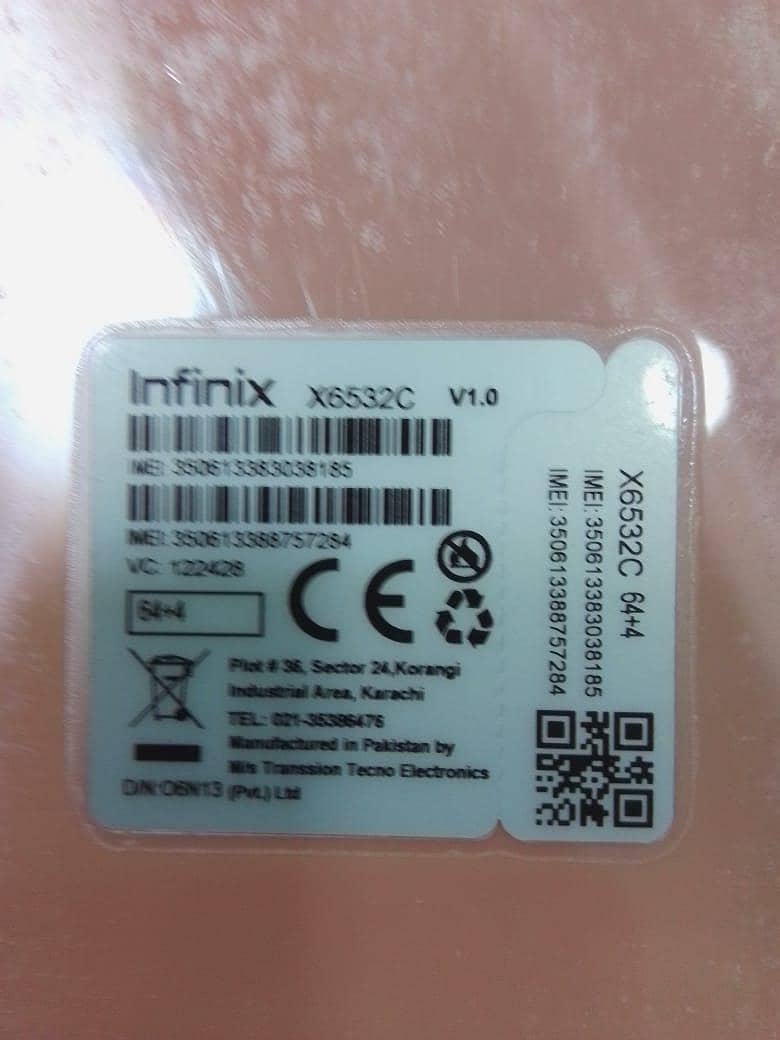 Infinix X6532C V1.0
IMEI: 350613383038185
IMEI: 350613388757284
VC: 122428
64+4
CE
Plot # 36, Sector 24,Korangi
Industrial Area, Karachi
TEL: 021-35386476
Manufactured in Pakistan by
M/s Transsion Tecno Electronics
(Pvt.) Ltd
D/N:O6N13
X6532C 64+4
IMEI: 350613383038185
IMEI: 350613388757284